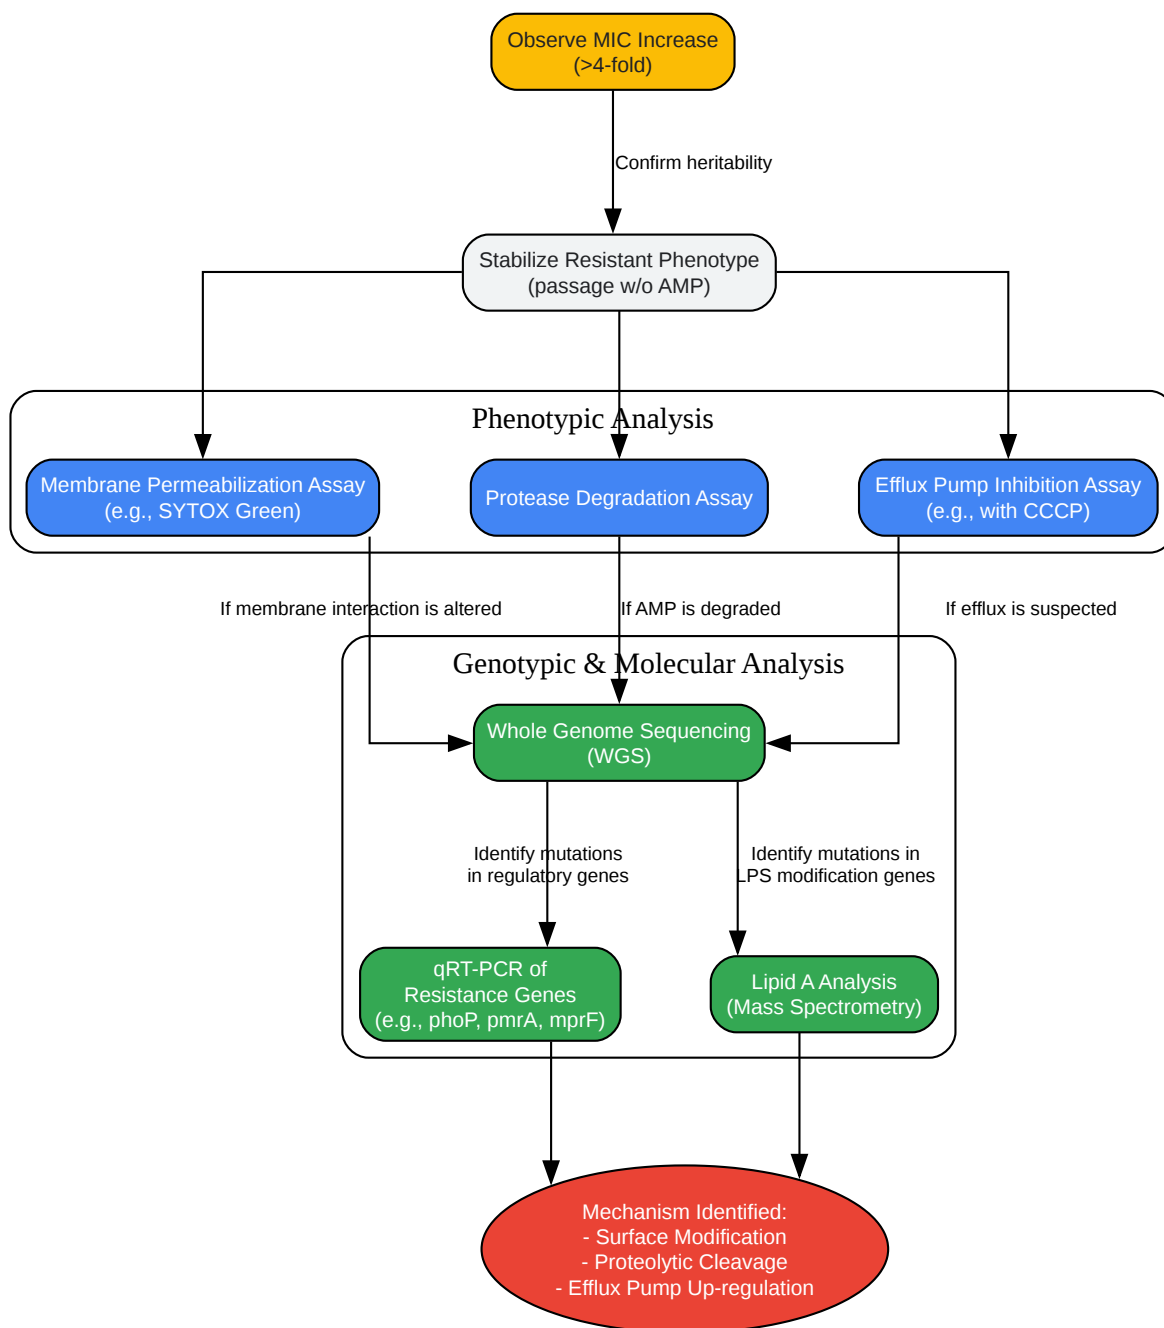 Observe MIC Increase
(>4-fold)
Confirm heritability
Stabilize Resistant Phenotype
(passage w/o AMP)
Phenotypic Analysis
Membrane Permeabilization Assay
(e.g., SYTOX Green)
Protease Degradation Assay
Efflux Pump Inhibition Assay
(e.g., with CCCP)
If membrane interaction is altered
If AMP is degraded
If efflux is suspected
Genotypic & Molecular Analysis
Whole Genome Sequencing
(WGS)
Identify mutations
in regulatory genes
Identify mutations in
LPS modification genes
qRT-PCR of
Resistance Genes
(e.g., phoP, pmrA, mprF)
Lipid A Analysis
(Mass Spectrometry)
Mechanism Identified:
- Surface Modification
- Proteolytic Cleavage
- Efflux Pump Up-regulation